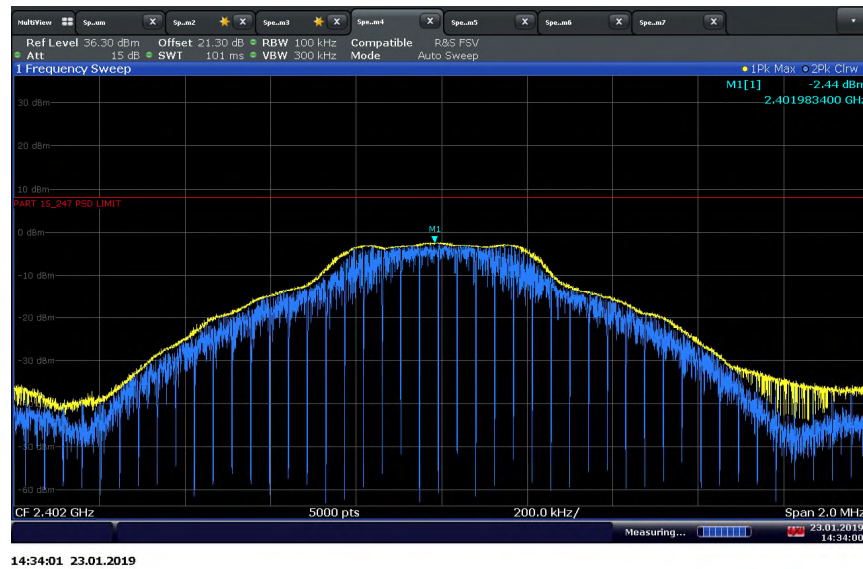 MultiView Sp..um X Sp..m2 X Spe..m3 X Spe..m4 X Spe..m5 X Spe..m6 X Spe..m7 X
Ref Level 36.30 dBm Offset 21.30 dB RBW 100 kHz Compatible R&S FSV
Att 15 dB SWT 101 ms VBW 300 kHz Mode Auto Sweep
1 Frequency Sweep 1Pk Max 2Pk Clrw
M1[1] -2.44 dBm
2.401983400 GHz
30 dBm
20 dBm
10 dBm
PART 15_247 PSD LIMIT
M1
0 dBm
-10 dBm
-20 dBm
-30 dBm
-60 dBm
CF 2.402 GHz 5000 pts 200.0 kHz/ Span 2.0 MHz
Measuring... 23.01.2019
14:34:00
14:34:01 23.01.2019